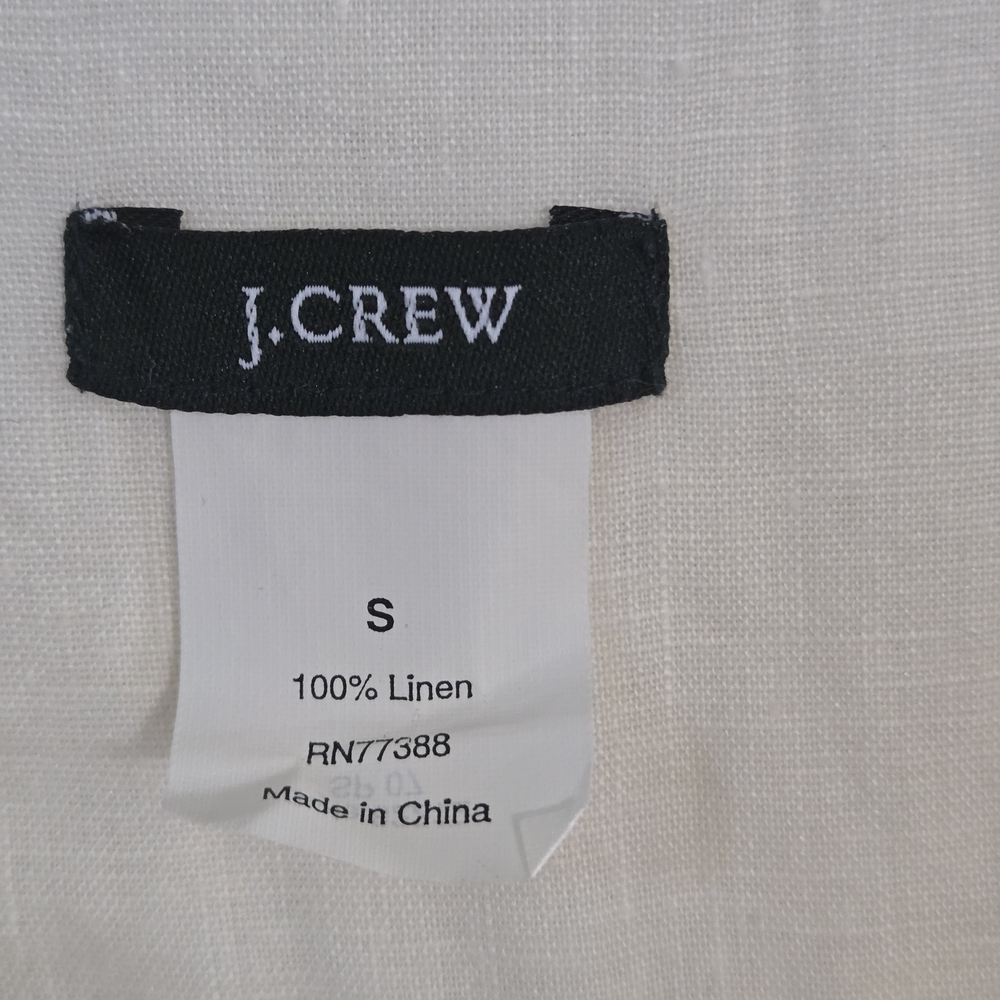 J.CREW
S
100% Linen
RN77388
Made in China